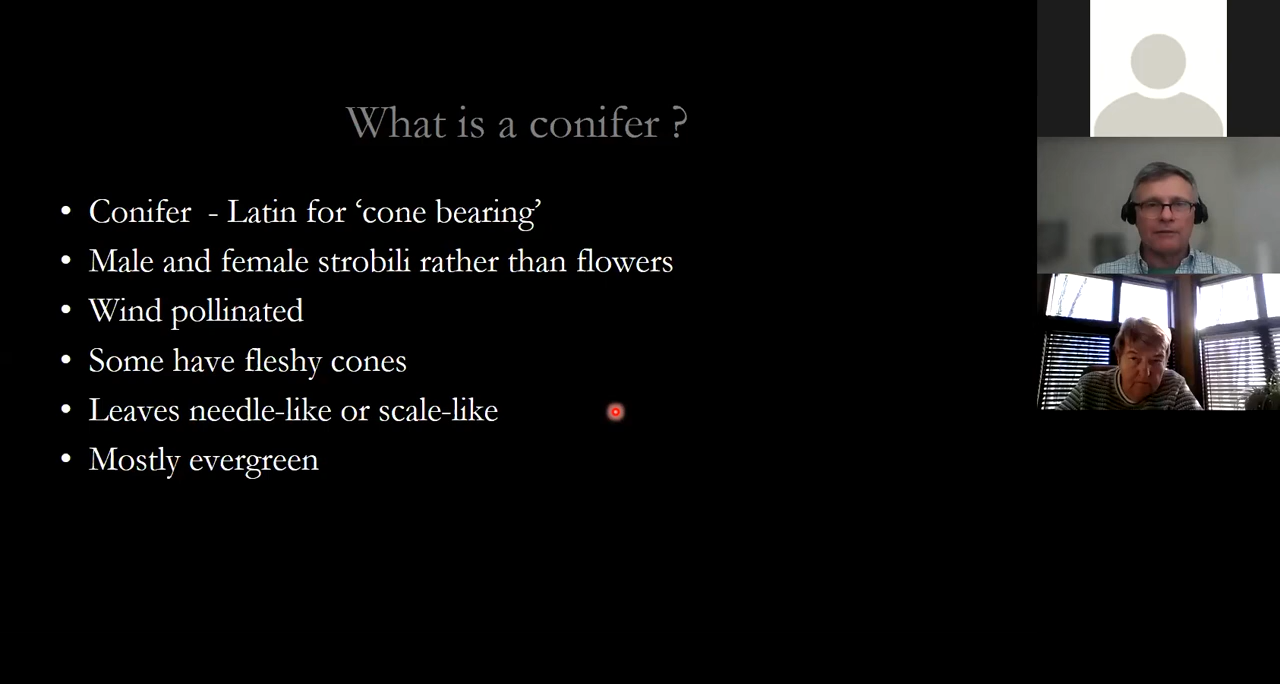 What is a conifer ?
• Conifer - Latin for ‘cone bearing’
• Male and female strobili rather than flowers
• Wind pollinated
• Some have fleshy cones
• Leaves needle-like or scale-like
• Mostly evergreen